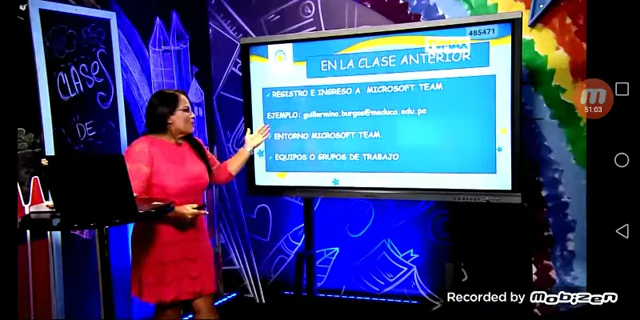 CLASES
DE
485471
EN LA CLASE ANTERIOR
✓ REGISTRO E INGRESO A MICROSOFT TEAM
EJEMPLO: guillermina.burgos@meduca.edu.pa
✓ ENTORNO MICROSOFT TEAM.
✓ EQUIPOS O GRUPOS DE TRABAJO
51:03
Recorded by mobizen